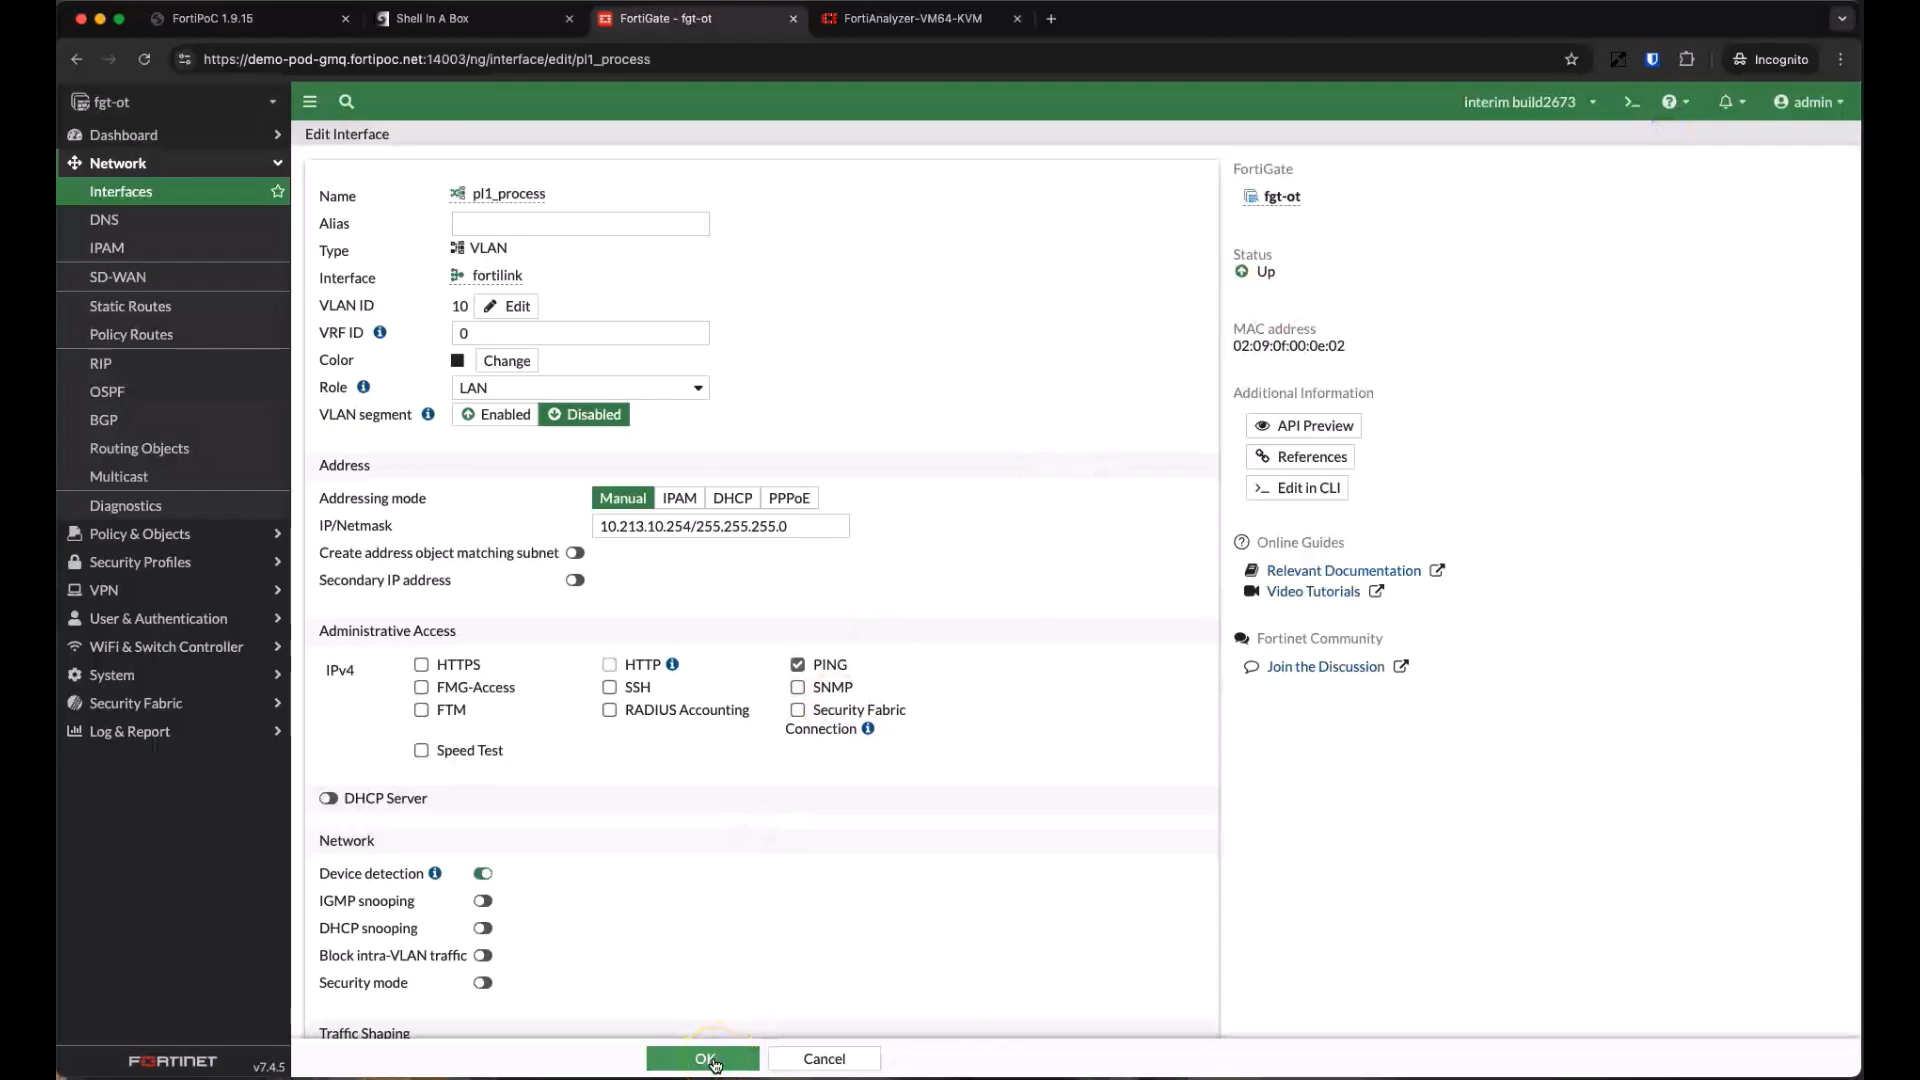 FortiPoC 1.9.15
Shell In A Box
FortiGate - fgt-ot
FortiAnalyzer-VM64-KVM
https://demo-pod-gmq.fortipoc.net:14003/ng/interface/edit/pl1_process
Incognito
fgt-ot
interim build2673
admin
Dashboard
Network
Interfaces
DNS
IPAM
SD-WAN
Static Routes
Policy Routes
RIP
OSPF
BGP
Routing Objects
Multicast
Diagnostics
Policy & Objects
Security Profiles
VPN
User & Authentication
WiFi & Switch Controller
System
Security Fabric
Log & Report
FORTINET
v7.4.5
Edit Interface
Name pl1_process
Alias
Type VLAN
Interface fortilink
VLAN ID 10 Edit
VRF ID 0
Color Change
Role LAN
VLAN segment Enabled Disabled
Address
Addressing mode Manual IPAM DHCP PPPoE
IP/Netmask 10.213.10.254/255.255.255.0
Create address object matching subnet
Secondary IP address
Administrative Access
IPv4 HTTPS HTTP PING
FMG-Access SSH SNMP
FTM RADIUS Accounting Security Fabric
Connection
Speed Test
DHCP Server
Network
Device detection
IGMP snooping
DHCP snooping
Block intra-VLAN traffic
Security mode
Traffic Shaping
OK Cancel
FortiGate
fgt-ot
Status
Up
MAC address
02:09:0f:00:0e:02
Additional Information
API Preview
References
>_ Edit in CLI
Online Guides
Relevant Documentation
Video Tutorials
Fortinet Community
Join the Discussion